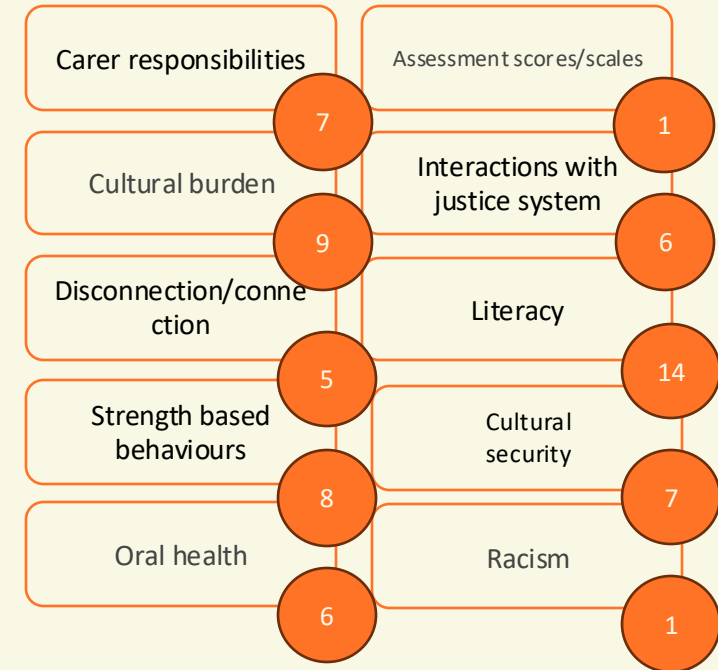 Carer responsibilities
7
Assessment scores/scales
1
Cultural burden
9
Interactions with
justice system
6
Disconnection/conne
ction
5
Literacy
14
Strength based
behaviours
8
Cultural
security
7
Oral health
6
Racism
1